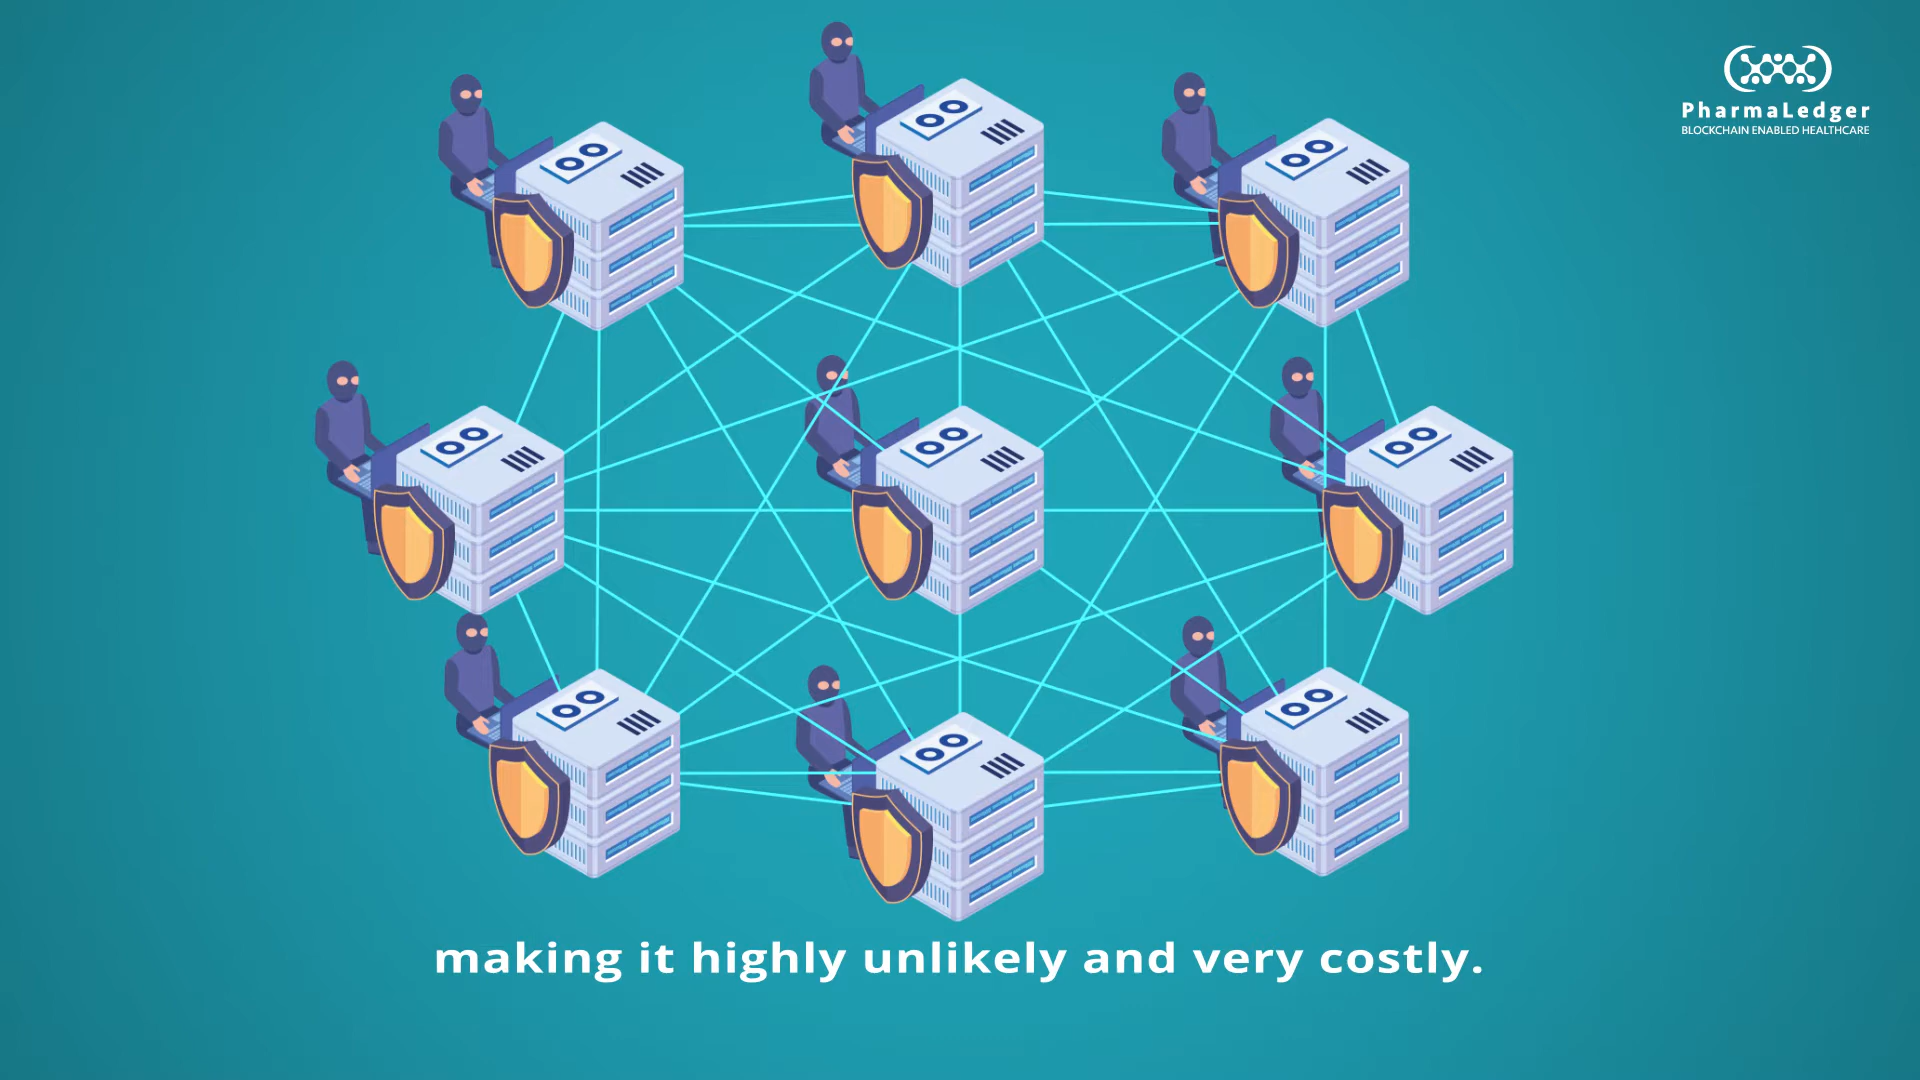 PharmaLedger
BLOCKCHAIN ENABLED HEALTHCARE
making it highly unlikely and very costly.